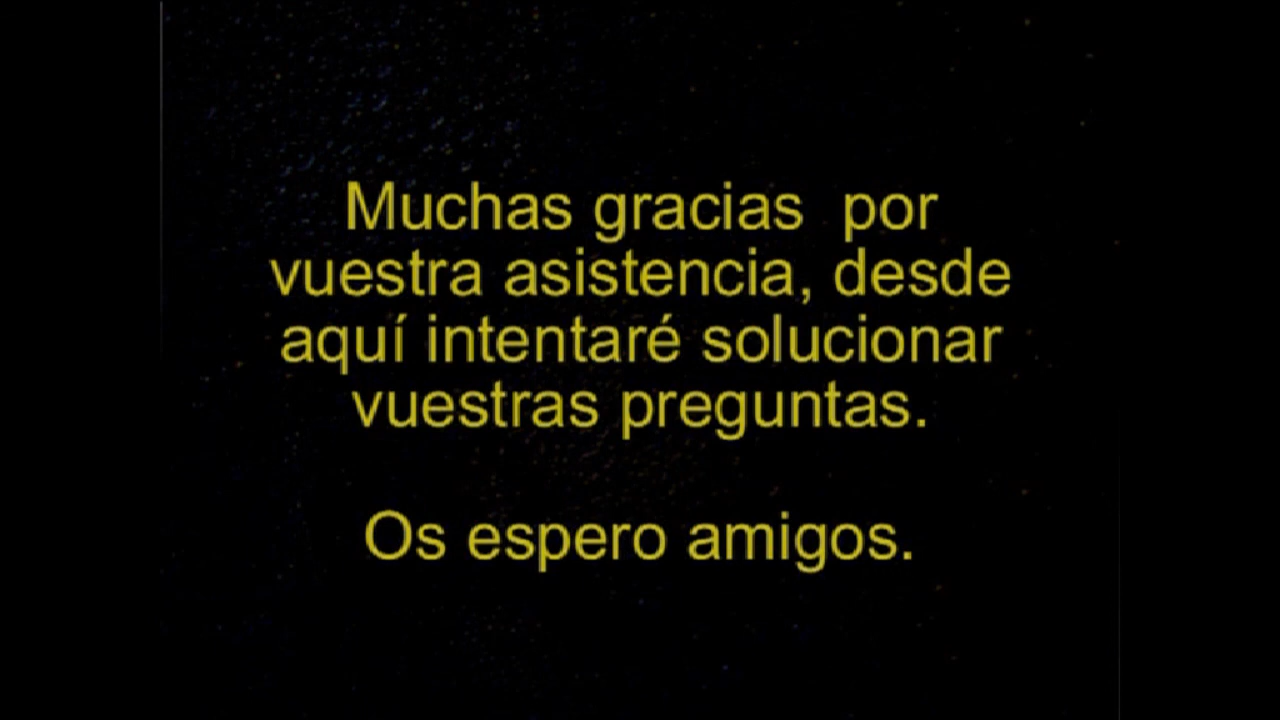 Muchas gracias  por
vuestra asistencia, desde
aquí intentaré solucionar
vuestras preguntas.
Os espero amigos.